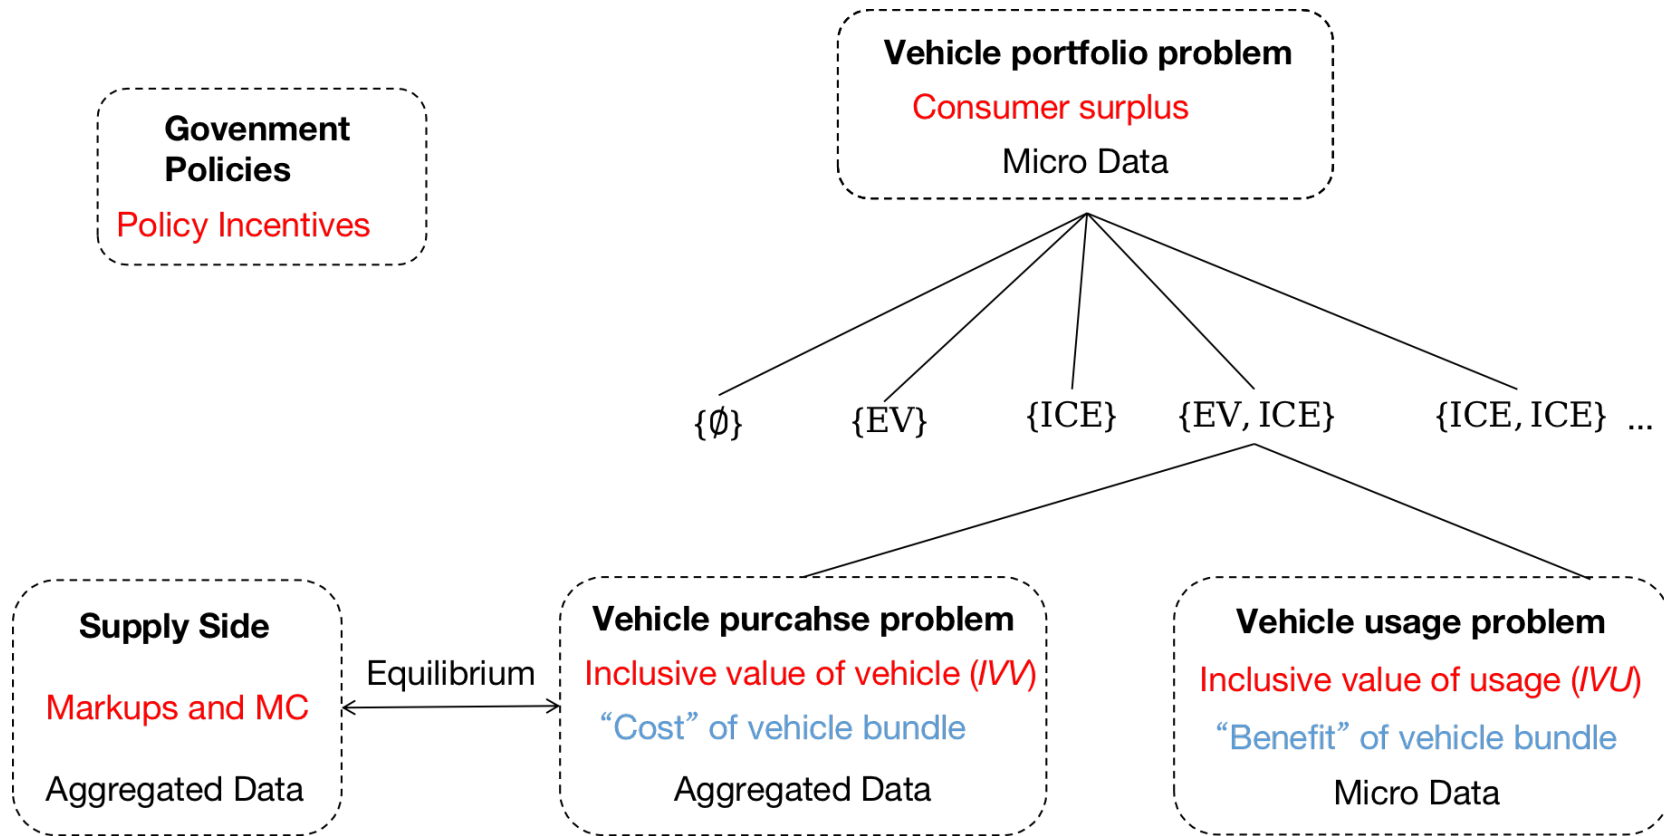 Vehicle portfolio problem
Consumer surplus
Micro Data
Govenment
Policies
Policy Incentives
{∅}
{EV}
{ICE}
{EV, ICE}
{ICE, ICE} ...
Supply Side
Markups and MC
Aggregated Data
Equilibrium
Vehicle purcahse problem
Inclusive value of vehicle (IVV)
“Cost” of vehicle bundle
Aggregated Data
Vehicle usage problem
Inclusive value of usage (IVU)
“Benefit” of vehicle bundle
Micro Data